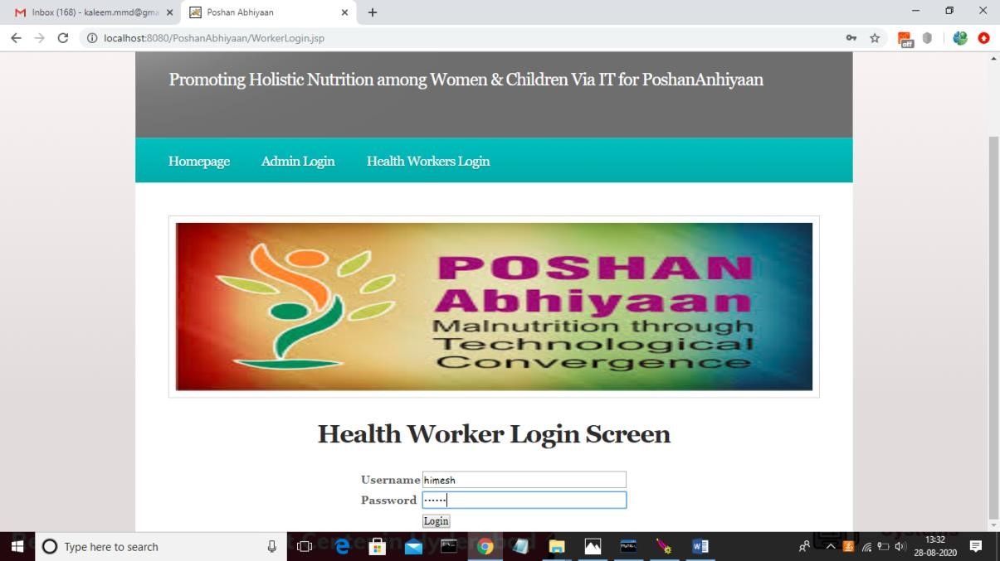 Inbox (168) - kaleem.mmd@gma
Poshan Abhiyaan
localhost:8080/PoshanAbhiyaan/WorkerLogin.jsp
off
Promoting Holistic Nutrition among Women & Children Via IT for PoshanAnhiyaan
Homepage Admin Login Health Workers Login
POSHAN
Abhiyaan
Malnutrition through
Technological
Convergence
Health Worker Login Screen
Username himesh
Password ······
Login
Type here to search
13:32
28-08-2020